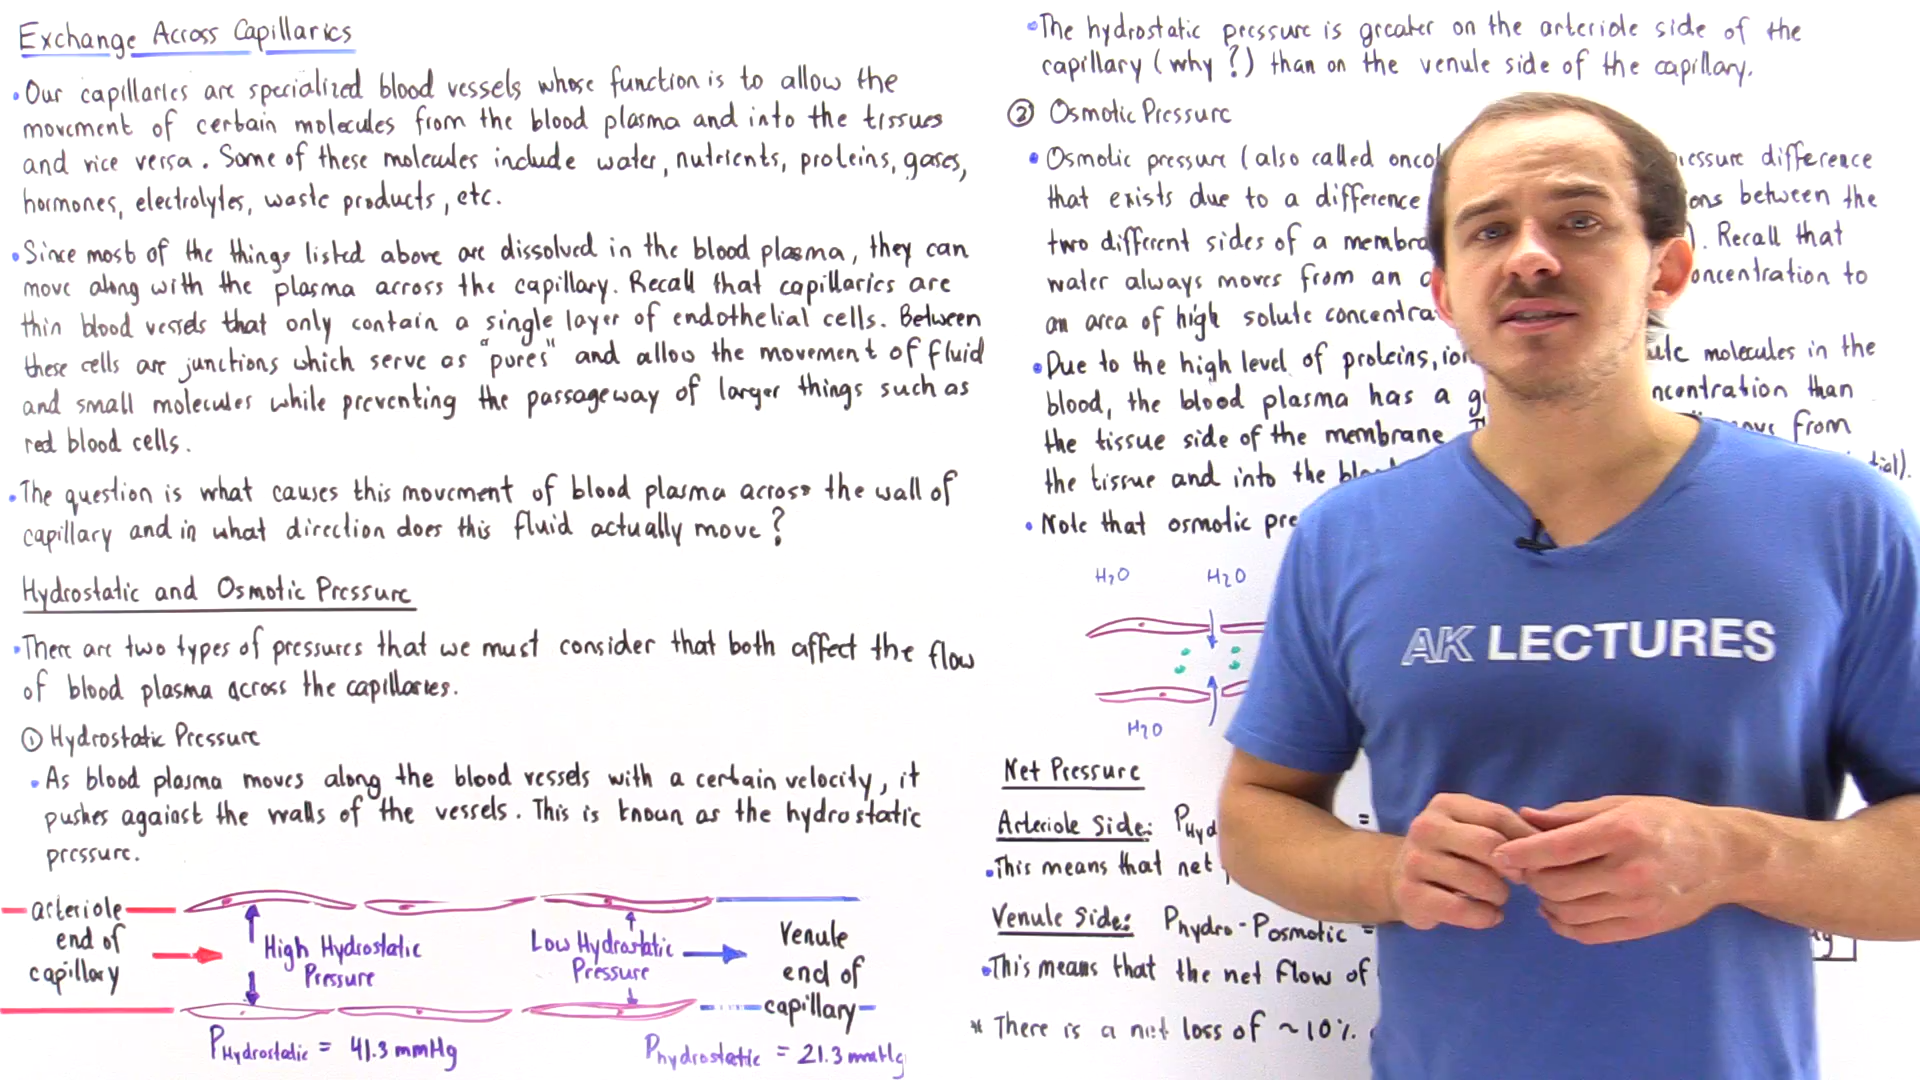 Exchange Across Capillaries
• Our capillaries are specialized blood vessels whose function is to allow the
movement of certain molecules from the blood plasma and into the tissues
and vice versa. Some of these molecules include water, nutrients, proteins, gases,
hormones, electrolytes, waste products, etc.
• Since most of the things listed above are dissolved in the blood plasma, they can
move along with the plasma across the capillary. Recall that capillaries are
thin blood vessels that only contain a single layer of endothelial cells. Between
these cells are junctions which serve as "pores" and allow the movement of fluid
and small molecules while preventing the passageway of larger things such as
red blood cells.
• The question is what causes this movement of blood plasma across the wall of
capillary and in what direction does this fluid actually move?
Hydrostatic and Osmotic Pressure
• There are two types of pressures that we must consider that both affect the flow
of blood plasma across the capillaries.
① Hydrostatic Pressure
• As blood plasma moves along the blood vessels with a certain velocity, it
pushes against the walls of the vessels. This is known as the hydrostatic
pressure.
arteriole
end of
capillary
High Hydrostatic
Pressure
Low Hydrostatic
Pressure
Venule
end of
capillary
PHydrostatic = 41.3 mmHg
Phydrostatic = 21.3 mmHg
• The hydrostatic pressure is greater on the arteriole side of the
capillary (why?) than on the venule side of the capillary.
② Osmotic Pressure
• Osmotic pressure (also called difference
that exists due to a difference between the
two different sides of a Recall that
water always moves from an to
an area of high solute
• Due to the high level of proteins, molecules in the
blood, the blood plasma has a than
the tissue side of the membrane. from
the tissue and into the
• Note that osmotic
H2O H2O
H2O
Net Pressure
Arteriole Side: =
• This means that net
Venule Side: Phydro - Posmotic =
• This means that the net flow of
* There is a net loss of ~10%
AK LECTURES